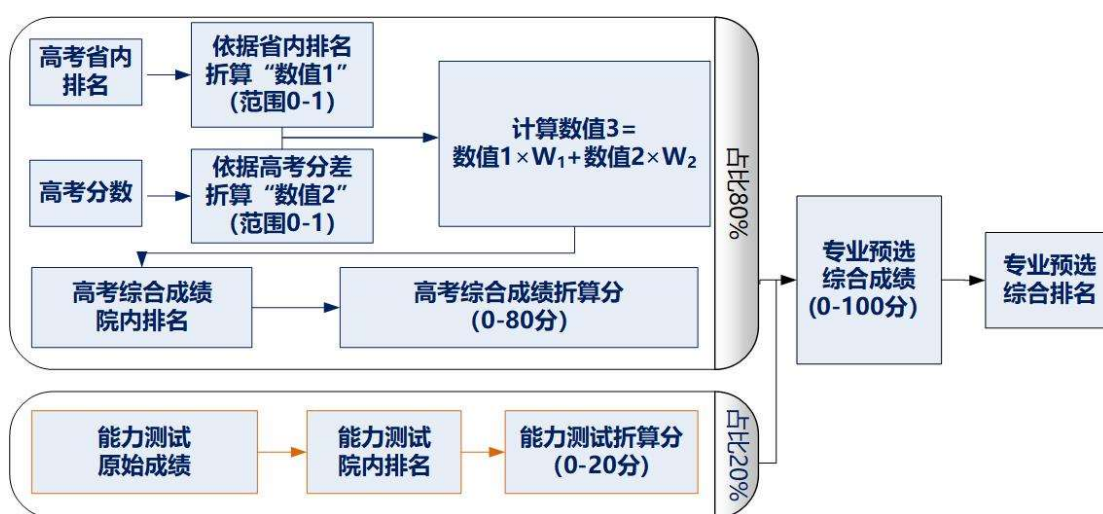 高考省内
排名
依据省内排名
折算“数值1”
(范围0-1)
高考分数
依据高考分差
折算“数值2”
(范围0-1)
计算数值3=
数值1×W₁+数值2×W₂
高考综合成绩
院内排名
高考综合成绩折算分
(0-80分)
占比80%
能力测试
原始成绩
能力测试
院内排名
能力测试折算分
(0-20分)
占比20%
专业预选
综合成绩
(0-100分)
专业预选
综合排名